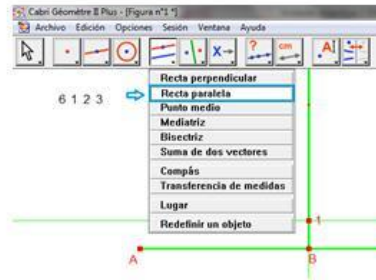 Cabri Géomètre II Plus - [Figura n°1 *]
Archivo Edición Opciones Sesión Ventana Ayuda
? cm A
6 1 2 3
Recta perpendicular
Recta paralela
Punto medio
Mediatriz
Bisectriz
Suma de dos vectores
Compás
Transferencia de medidas
Lugar
Redefinir un objeto
1
A B